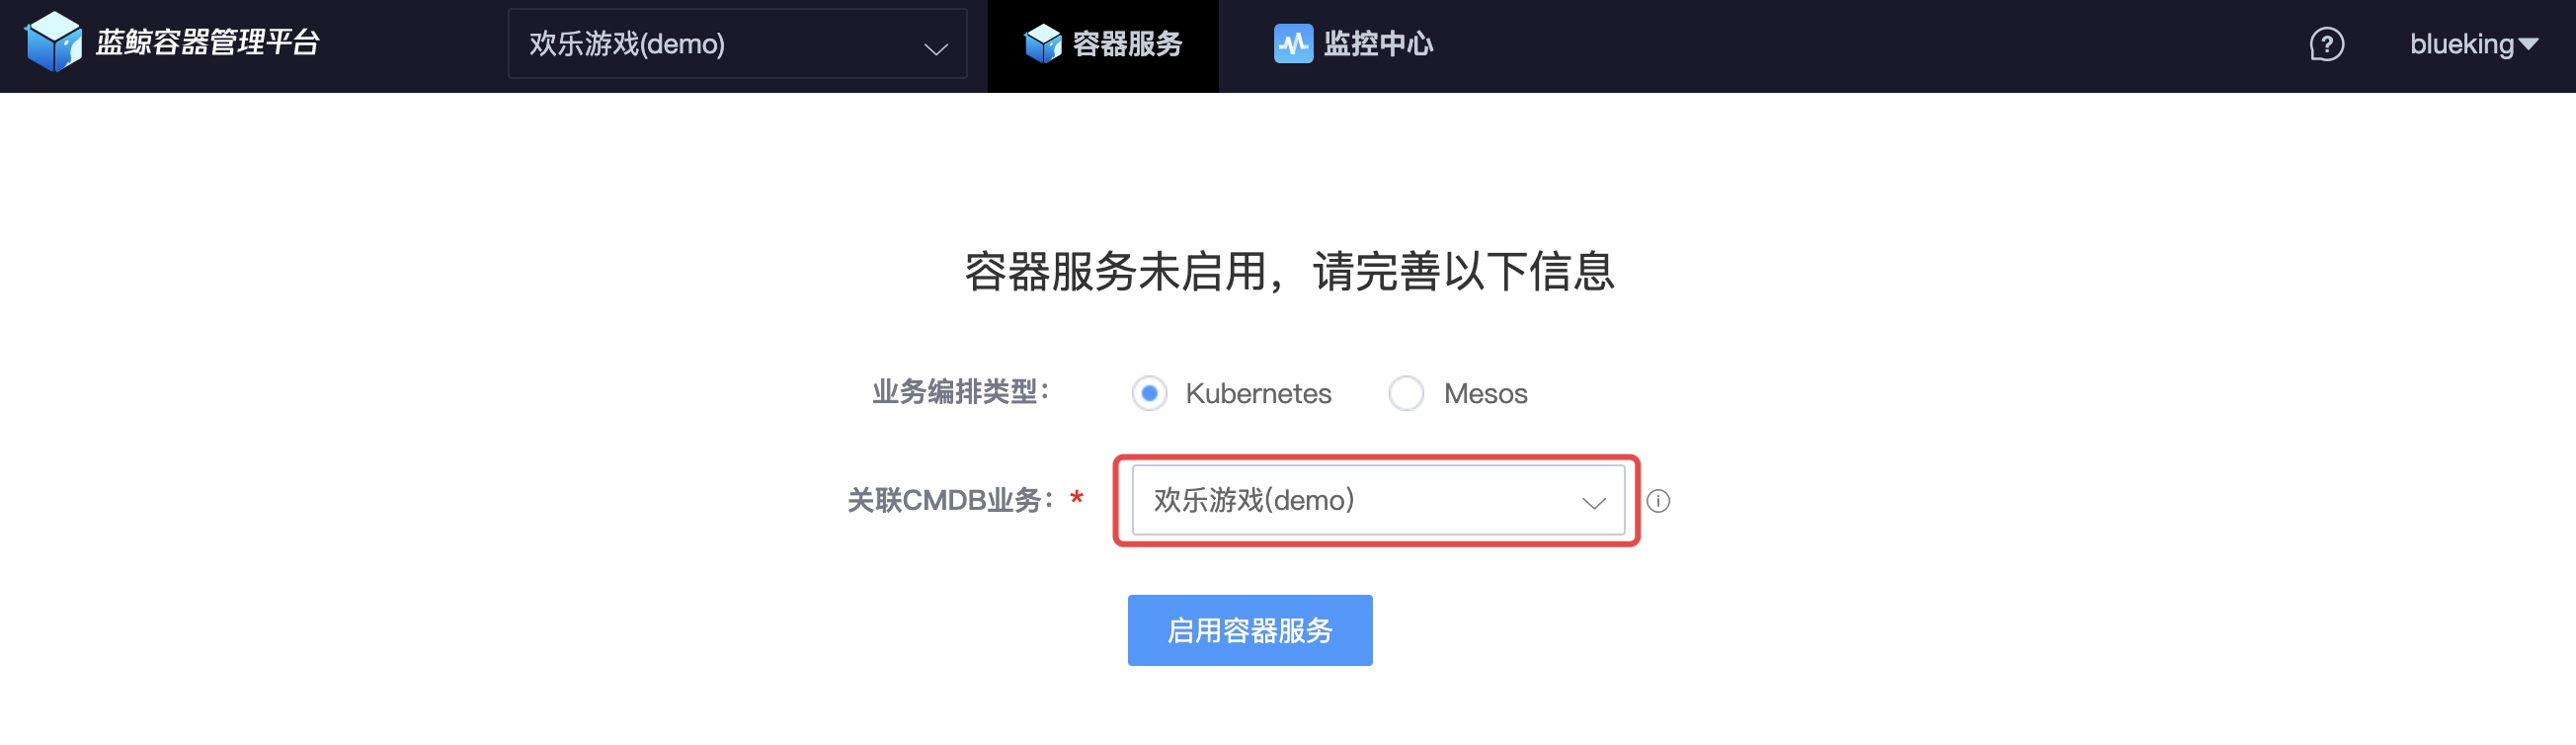 蓝鲸容器管理平台 欢乐游戏(demo) 容器服务 监控中心 blueking
容器服务未启用，请完善以下信息
业务编排类型： Kubernetes Mesos
关联CMDB业务： * 欢乐游戏(demo)
启用容器服务